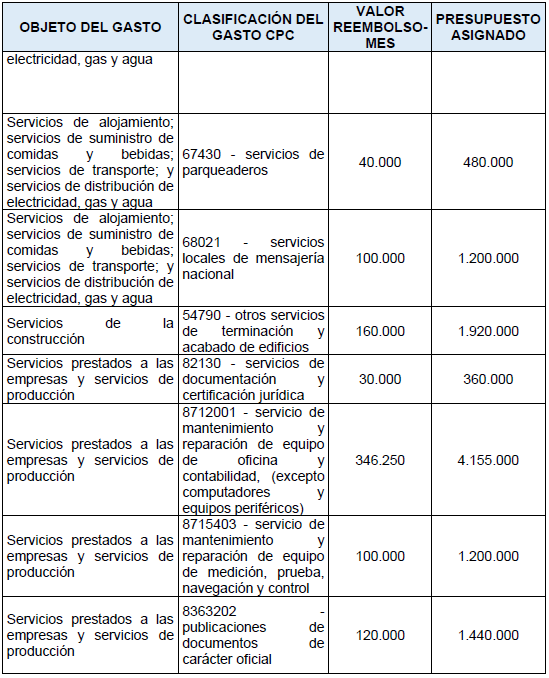 OBJETO DEL GASTO
CLASIFICACIÓN DEL
GASTO CPC
VALOR
REEMBOLSO-
MES
PRESUPUESTO
ASIGNADO
electricidad, gas y agua
Servicios de alojamiento;
servicios de suministro de
comidas y bebidas;
servicios de transporte; y
servicios de distribución de
electricidad, gas y agua
67430 - servicios de
parqueaderos
40.000
480.000
Servicios de alojamiento;
servicios de suministro de
comidas y bebidas;
servicios de transporte; y
servicios de distribución de
electricidad, gas y agua
68021 - servicios
locales de mensajería
nacional
100.000
1.200.000
Servicios de la
construcción
54790 - otros servicios
de terminación y
acabado de edificios
160.000
1.920.000
Servicios prestados a las
empresas y servicios de
producción
82130 - servicios de
documentación y
certificación jurídica
30.000
360.000
Servicios prestados a las
empresas y servicios de
producción
8712001 - servicio de
mantenimiento y
reparación de equipo
de oficina y
contabilidad, (excepto
computadores y
equipos periféricos)
346.250
4.155.000
Servicios prestados a las
empresas y servicios de
producción
8715403 - servicio de
mantenimiento y
reparación de equipo
de medición, prueba,
navegación y control
100.000
1.200.000
Servicios prestados a las
empresas y servicios de
producción
8363202 -
publicaciones de
documentos de
carácter oficial
120.000
1.440.000